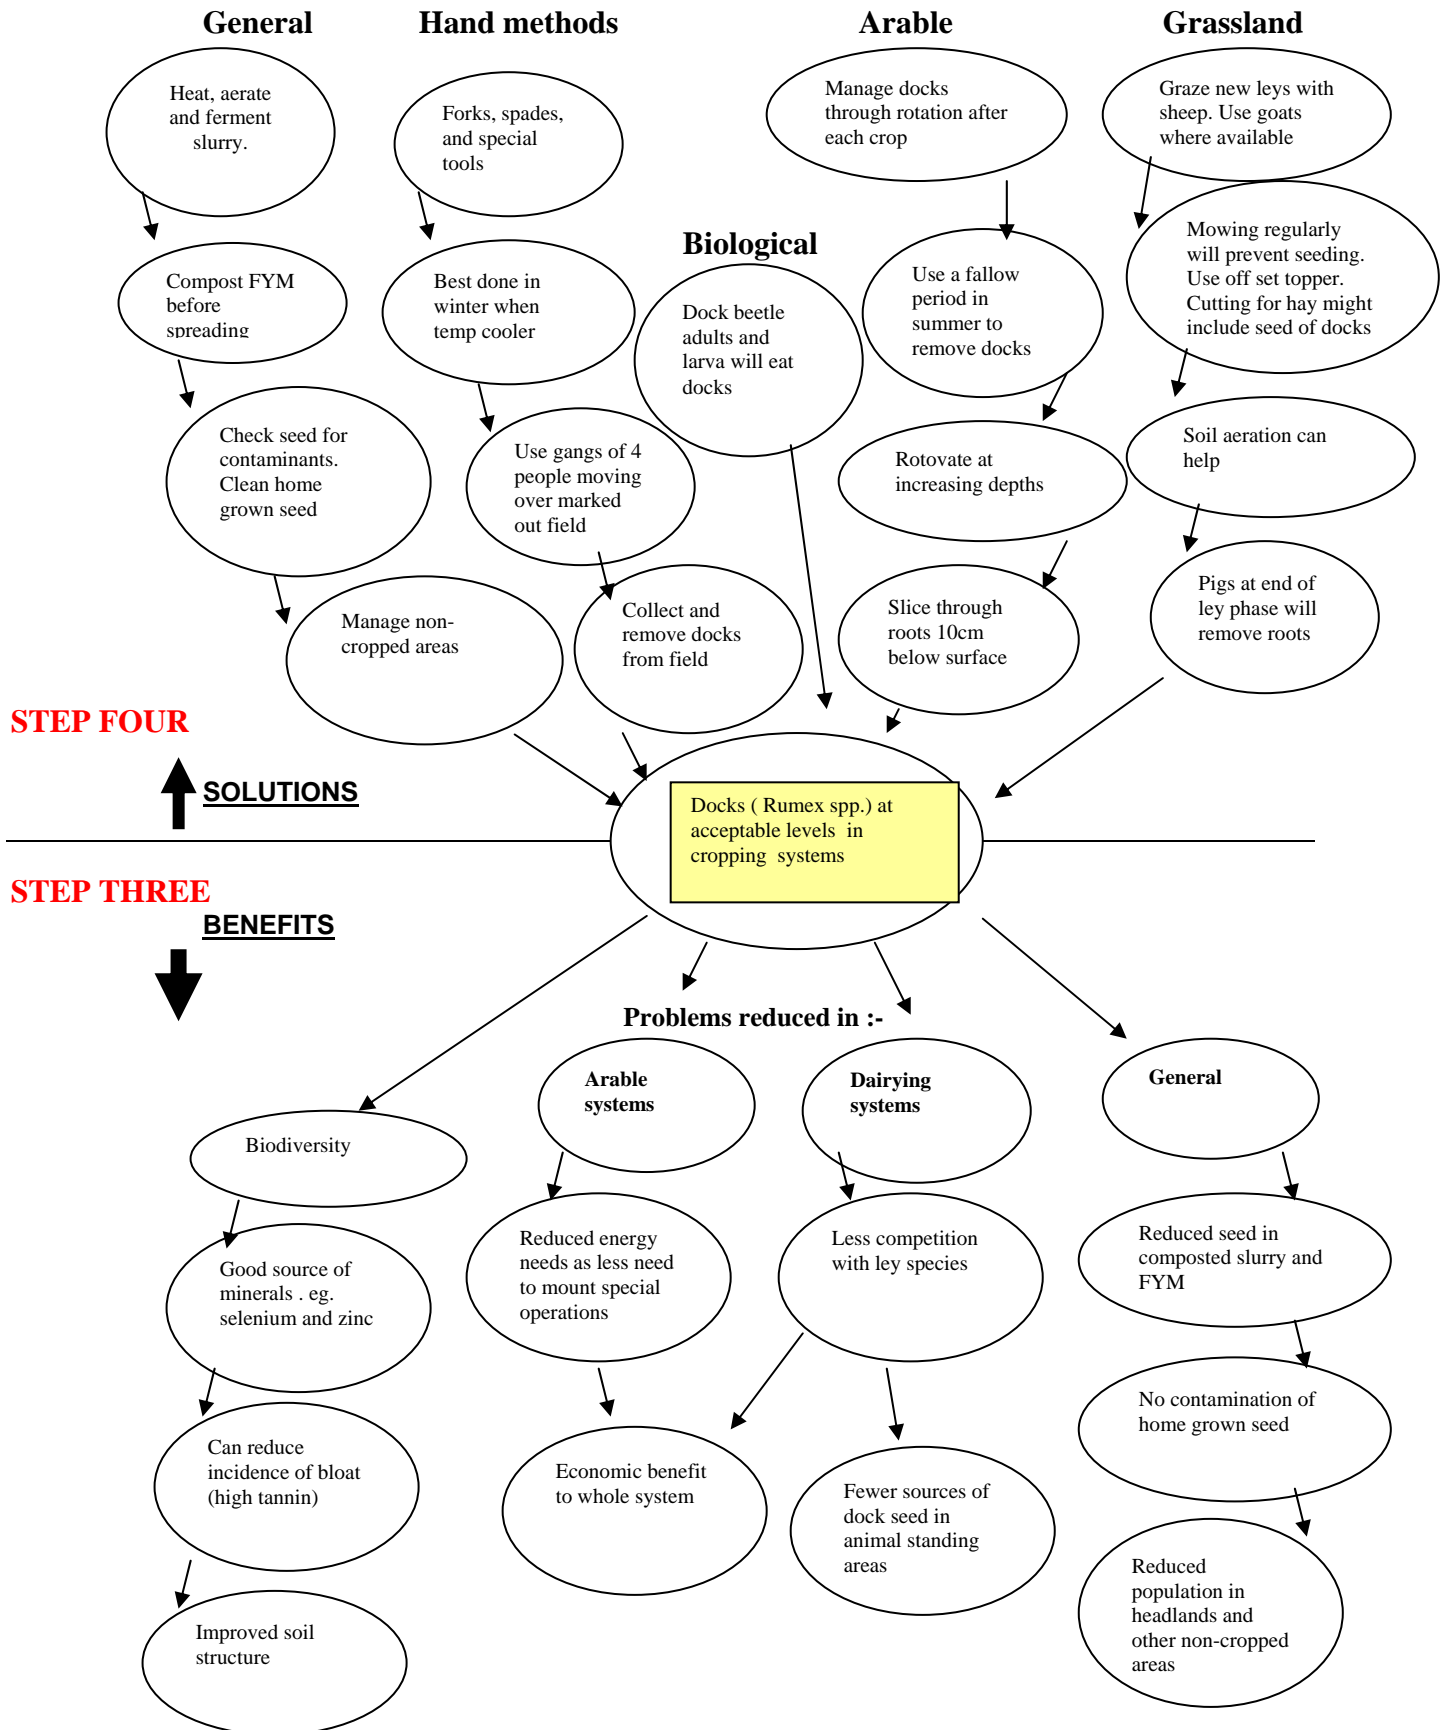 General
Hand methods
Arable
Grassland
Heat, aerate
and ferment
slurry.
Compost FYM
before
spreading
Check seed for
contaminants.
Clean home
grown seed
Manage non-
cropped areas
Forks, spades,
and special
tools
Best done in
winter when
temp cooler
Use gangs of 4
people moving
over marked
out field
Collect and
remove docks
from field
Biological
Dock beetle
adults and
larva will eat
docks
Manage docks
through rotation after
each crop
Use a fallow
period in
summer to
remove docks
Rotovate at
increasing depths
Slice through
roots 10cm
below surface
Graze new leys with
sheep. Use goats
where available
Mowing regularly
will prevent seeding.
Use off set topper.
Cutting for hay might
include seed of docks
Soil aeration can
help
Pigs at end of
ley phase will
remove roots
STEP FOUR
SOLUTIONS
Docks ( Rumex spp.) at
acceptable levels in
cropping systems
STEP THREE
BENEFITS
Problems reduced in :-
Biodiversity
Good source of
minerals . eg.
selenium and zinc
Can reduce
incidence of bloat
(high tannin)
Improved soil
structure
Arable
systems
Reduced energy
needs as less need
to mount special
operations
Economic benefit
to whole system
Dairying
systems
Less competition
with ley species
Fewer sources of
dock seed in
animal standing
areas
General
Reduced seed in
composted slurry and
FYM
No contamination of
home grown seed
Reduced
population in
headlands and
other non-cropped
areas